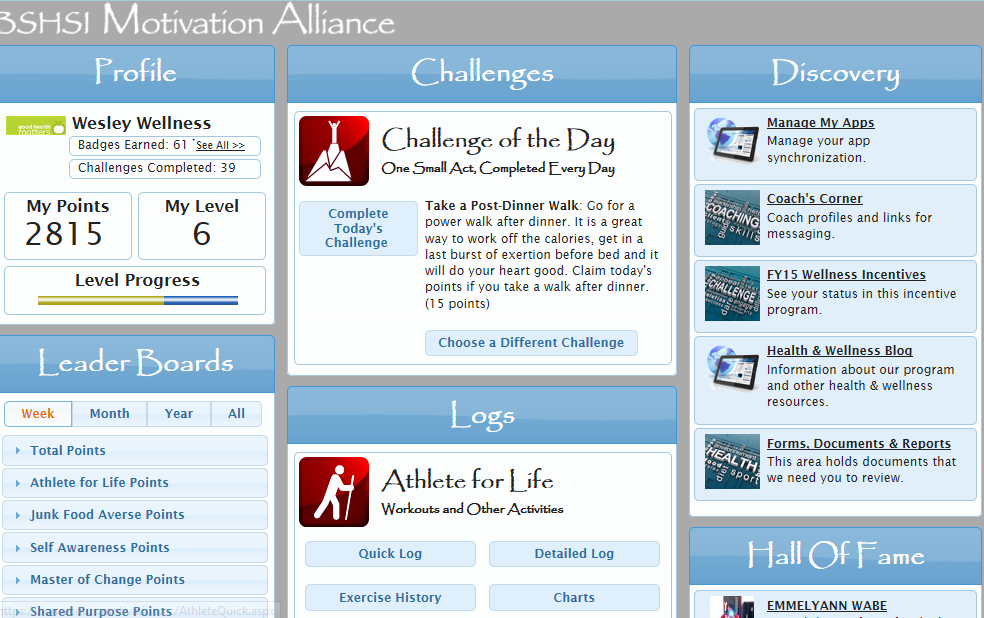 BSHSI Motivation Alliance
Profile
good health
matters
Wesley Wellness
Badges Earned: 61 See All >>
Challenges Completed: 39
My Points
2815
My Level
6
Level Progress
Leader Boards
Week Month Year All
Total Points
Athlete for Life Points
Junk Food Averse Points
Self Awareness Points
Master of Change Points
Shared Purpose Points
/AthleteQuick.aspx
Challenges
Challenge of the Day
One Small Act, Completed Every Day
Complete
Today's
Challenge
Take a Post-Dinner Walk: Go for a
power walk after dinner. It is a great
way to work off the calories, get in a
last burst of exertion before bed and it
will do your heart good. Claim today's
points if you take a walk after dinner.
(15 points)
Choose a Different Challenge
Logs
Athlete for Life
Workouts and Other Activities
Quick Log Detailed Log
Exercise History Charts
Discovery
Manage My Apps
Manage your app
synchronization.
COACHING
skills
Coach's Corner
Coach profiles and links for
messaging.
CHALLENGE
FY15 Wellness Incentives
See your status in this incentive
program.
Health & Wellness Blog
Information about our program
and other health & wellness
resources.
HEALTH
food sport
Forms, Documents & Reports
This area holds documents that
we need you to review.
Hall Of Fame
EMMELYANN WABE